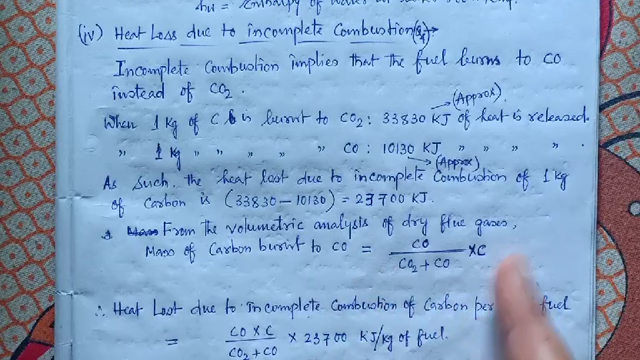 hw = Enthalpy of water
(iv) Heat Loss due to incomplete Combustion
Incomplete Combustion implies that the fuel burns to CO
instead of CO2.
(Approx).
When 1 kg of C is burnt to CO2 : 33830 KJ of heat is released.
" 1 kg " " " " CO : 10130 KJ " " " " .
(Approx)
As such, the heat lost due to incomplete Combustion of 1 kg
of Carbon is (33830 - 10130) = 23700 KJ.
From the volumetric analysis of dry flue gases,
Mass of Carbon burnt to CO = CO / CO2 + CO × C
∴ Heat Lost due to incomplete Combustion of Carbon per fuel
= CO × C / CO2 + CO × 23700 KJ/kg of fuel.